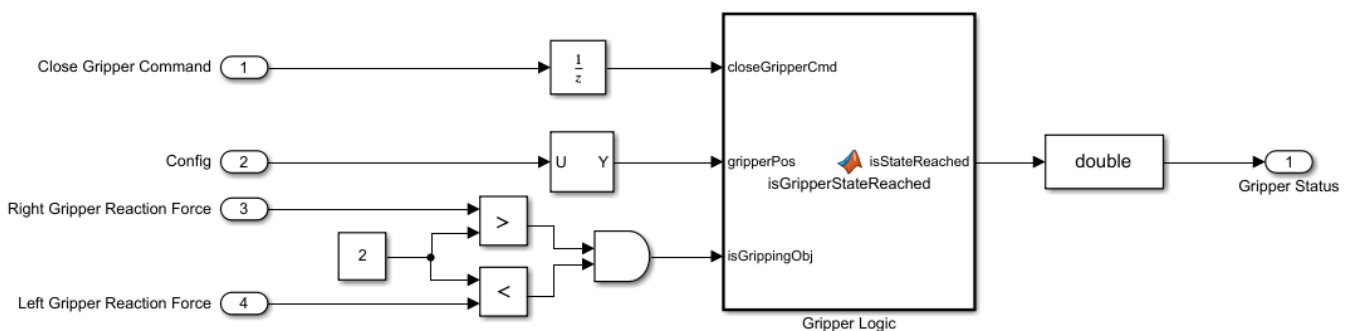 Close Gripper Command
1
1
z
closeGripperCmd
Config
2
U
Y
gripperPos
isStateReached
isGripperStateReached
double
1
Gripper Status
Right Gripper Reaction Force
3
>
2
isGrippingObj
<
Left Gripper Reaction Force
4
Gripper Logic